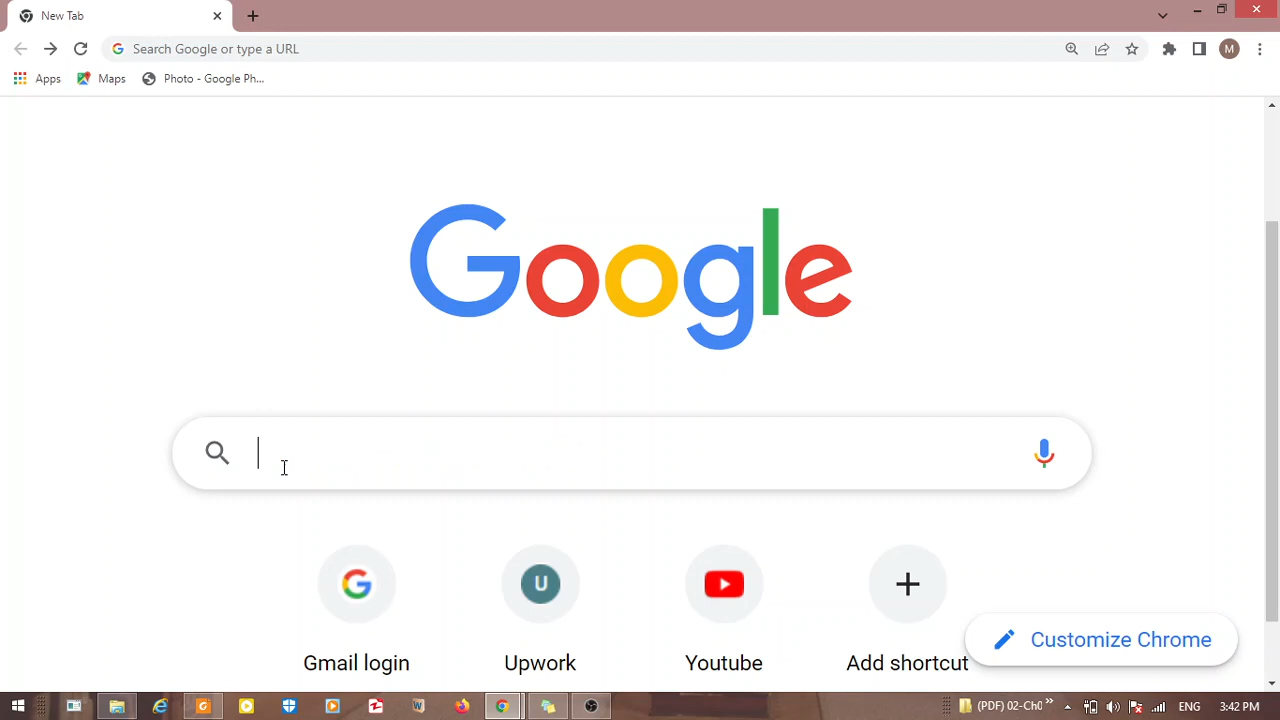 New Tab
Search Google or type a URL
M
Apps
Maps
Photo - Google Ph...
Google
U
Gmail login
Upwork
Youtube
Add shortcut
Customize Chrome
(PDF) 02-Cho
ENG
3:42 PM